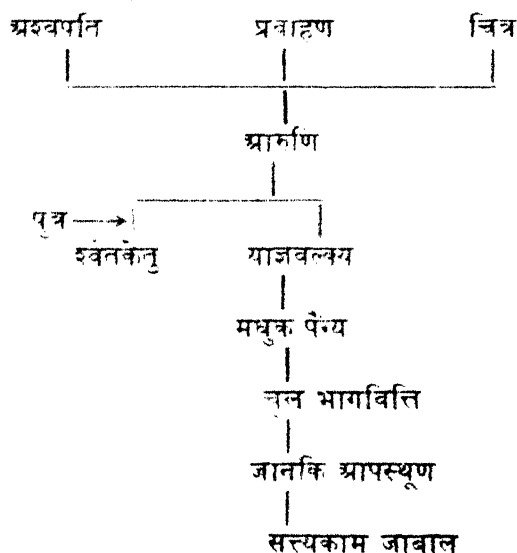 अश्वपति प्रवाहण चित्र
आरुणि
पुत्र →
श्वेतकेतु याज्ञवल्क्य
मधुक पैंग्य
चुल भागवित्ति
जानकि आपस्थूण
सत्त्यकाम जाबाल